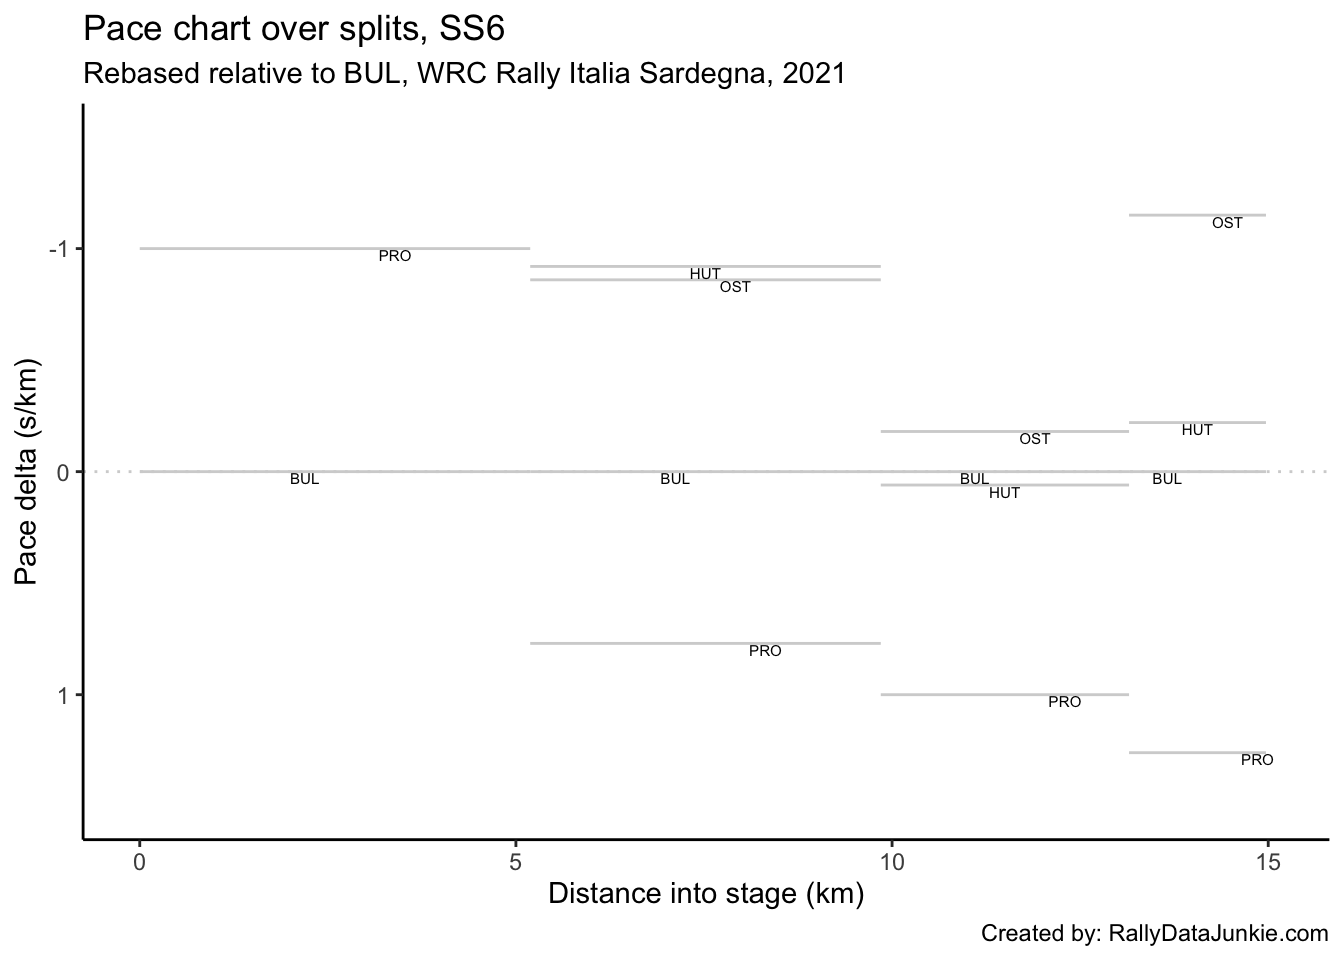 Pace chart over splits, SS6
Rebased relative to BUL, WRC Rally Italia Sardegna, 2021
OST
-1
PRO
HUT
OST
HUT
OST
0
BUL
BUL
BUL
BUL
HUT
PRO
1
PRO
PRO
Pace delta (s/km)
0
5
10
15
Distance into stage (km)
Created by: RallyDataJunkie.com